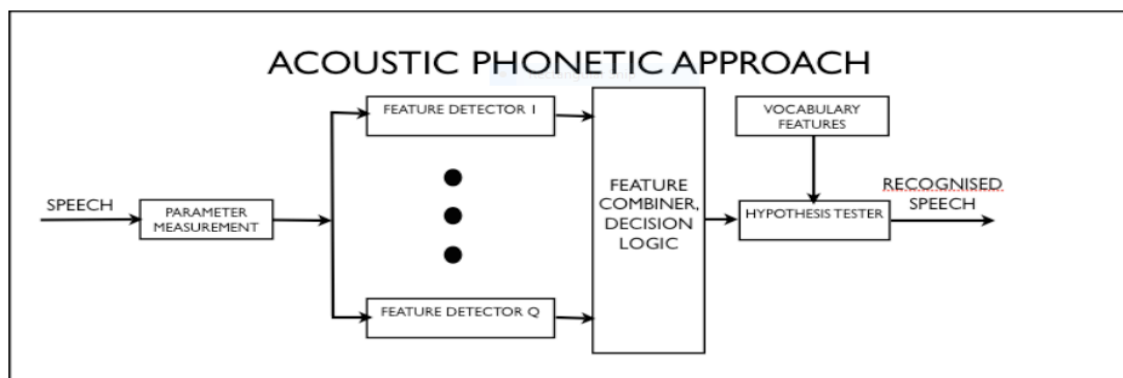 ACOUSTIC PHONETIC APPROACH
SPEECH
PARAMETER
MEASUREMENT
FEATURE DETECTOR 1
FEATURE DETECTOR Q
FEATURE
COMBINER,
DECISION
LOGIC
VOCABULARY
FEATURES
HYPOTHESIS TESTER
RECOGNISED
SPEECH